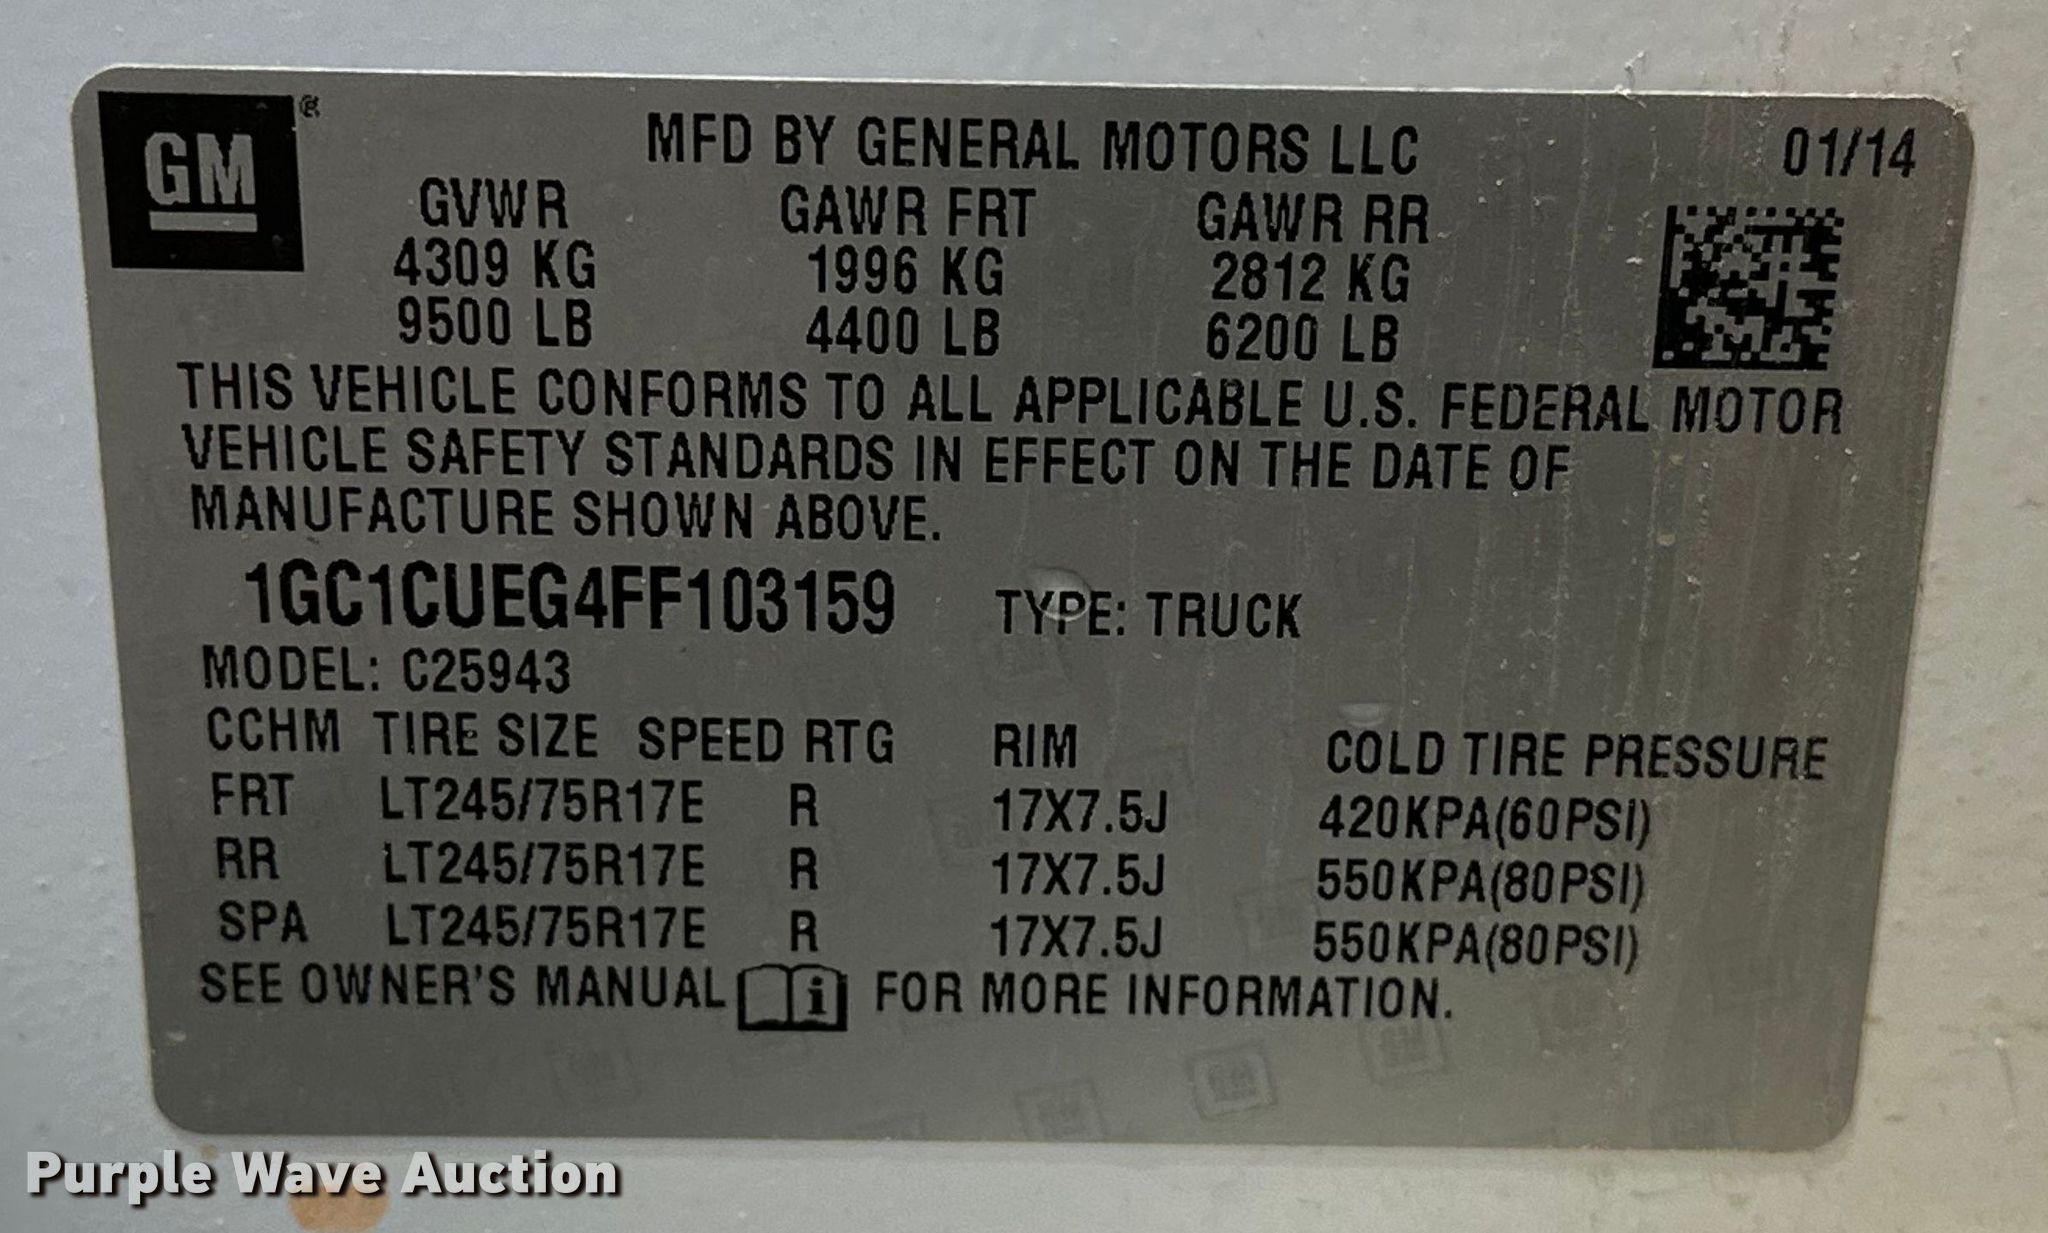 GM ®
MFD BY GENERAL MOTORS LLC 01/14
GVWR GAWR FRT GAWR RR
4309 KG 1996 KG 2812 KG
9500 LB 4400 LB 6200 LB
THIS VEHICLE CONFORMS TO ALL APPLICABLE U.S. FEDERAL MOTOR
VEHICLE SAFETY STANDARDS IN EFFECT ON THE DATE OF
MANUFACTURE SHOWN ABOVE.
1GC1CUEG4FF103159 TYPE: TRUCK
MODEL: C25943
CCHM TIRE SIZE SPEED RTG RIM COLD TIRE PRESSURE
FRT LT245/75R17E R 17X7.5J 420KPA(60PSI)
RR LT245/75R17E R 17X7.5J 550KPA(80PSI)
SPA LT245/75R17E R 17X7.5J 550KPA(80PSI)
SEE OWNER'S MANUAL i FOR MORE INFORMATION.
Purple Wave Auction